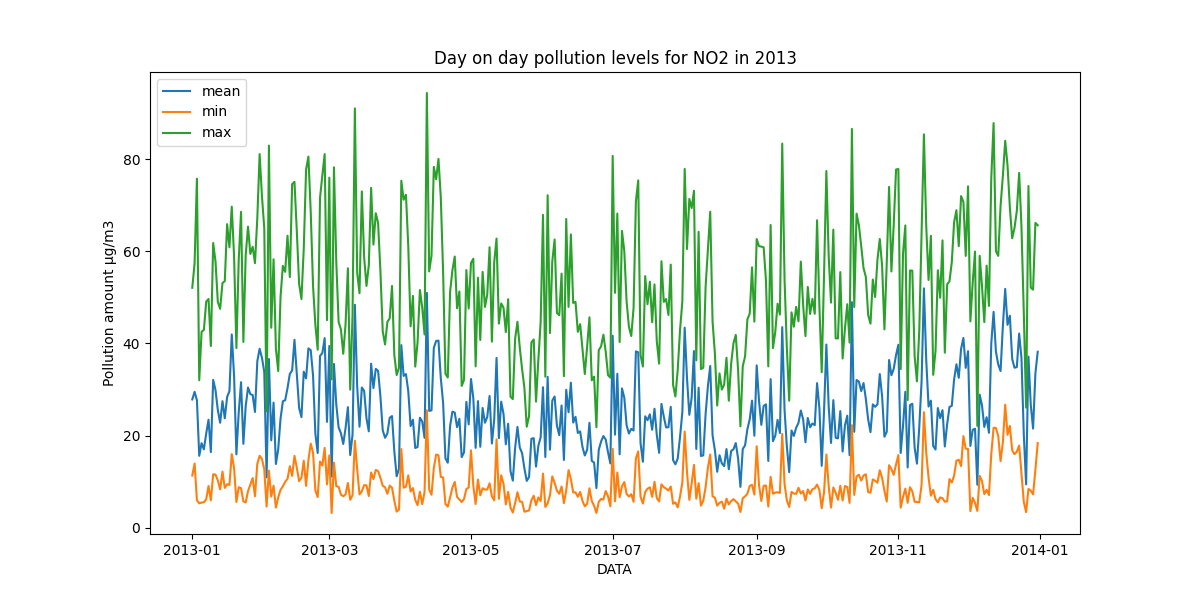 Day on day pollution levels for NO2 in 2013
mean
min
max
Pollution amount µg/m3
80
60
40
20
0
2013-01
2013-03
2013-05
2013-07
2013-09
2013-11
2014-01
DATA